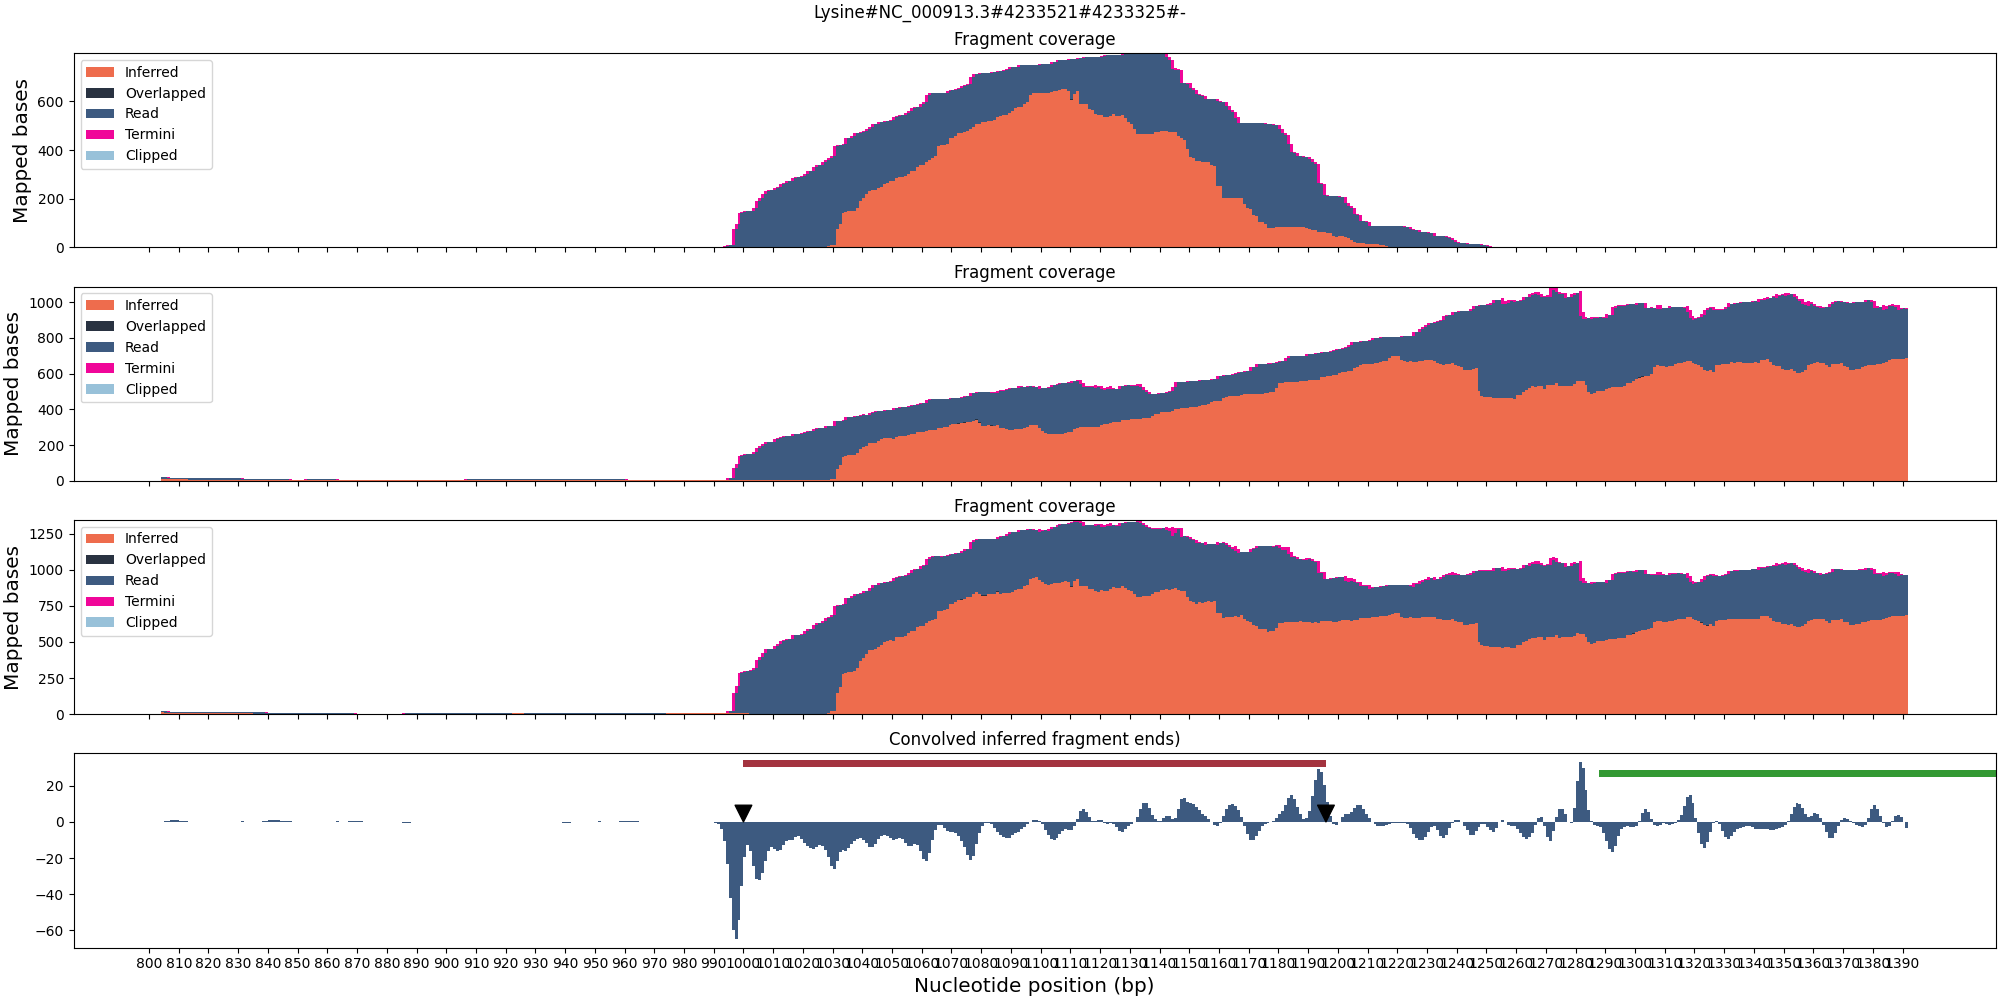 Lysine#NC_000913.3#4233521#4233325#-
Fragment coverage
Mapped bases
600
400
200
0
Inferred
Overlapped
Read
Termini
Clipped
Fragment coverage
Mapped bases
1000
800
600
400
200
0
Inferred
Overlapped
Read
Termini
Clipped
Fragment coverage
Mapped bases
1250
1000
750
500
250
0
Inferred
Overlapped
Read
Termini
Clipped
Convolved inferred fragment ends)
20
0
−20
−40
−60
800 810 820 830 840 850 860 870 880 890 900 910 920 930 940 950 960 970 980 990 1000 1010 1020 1030 1040 1050 1060 1070 1080 1090 1100 1110 1120 1130 1140 1150 1160 1170 1180 1190 1200 1210 1220 1230 1240 1250 1260 1270 1280 1290 1300 1310 1320 1330 1340 1350 1360 1370 1380 1390
Nucleotide position (bp)